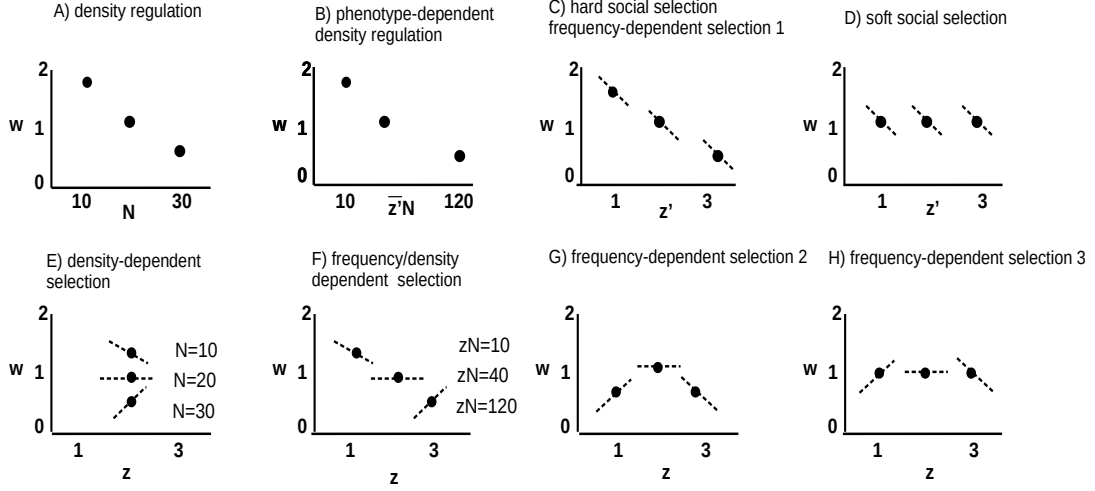 A) density regulation
2
w 1
0
10 30
N
B) phenotype-dependent
density regulation
2
w 1
0
10 z̅'N 120
C) hard social selection
frequency-dependent selection 1
2
w 1
0
1 z' 3
D) soft social selection
2
w 1
0
1 z' 3
E) density-dependent
selection
2
w 1
0
N=10
N=20
N=30
1 3
z
F) frequency/density
dependent selection
2
w 1
0
zN=10
zN=40
zN=120
1 3
z
G) frequency-dependent selection 2
2
w 1
0
1 3
z
H) frequency-dependent selection 3
2
w 1
0
1 3
z